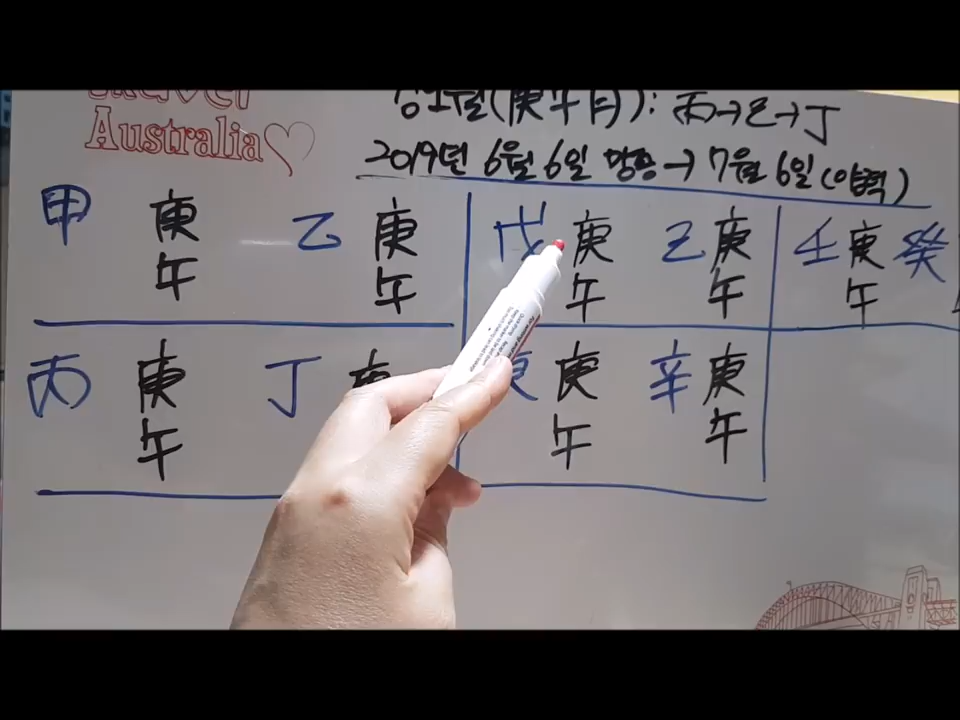 Australia
경오월(庚午月): 丙→己→丁
2019년 6월 6일 망종 → 7월 6일(양력)
甲 庚 乙 庚 戊 庚 己 庚 壬 庚 癸
午 午 午 午 午
丙 庚 丁 庚 庚 辛 庚
午 午 午